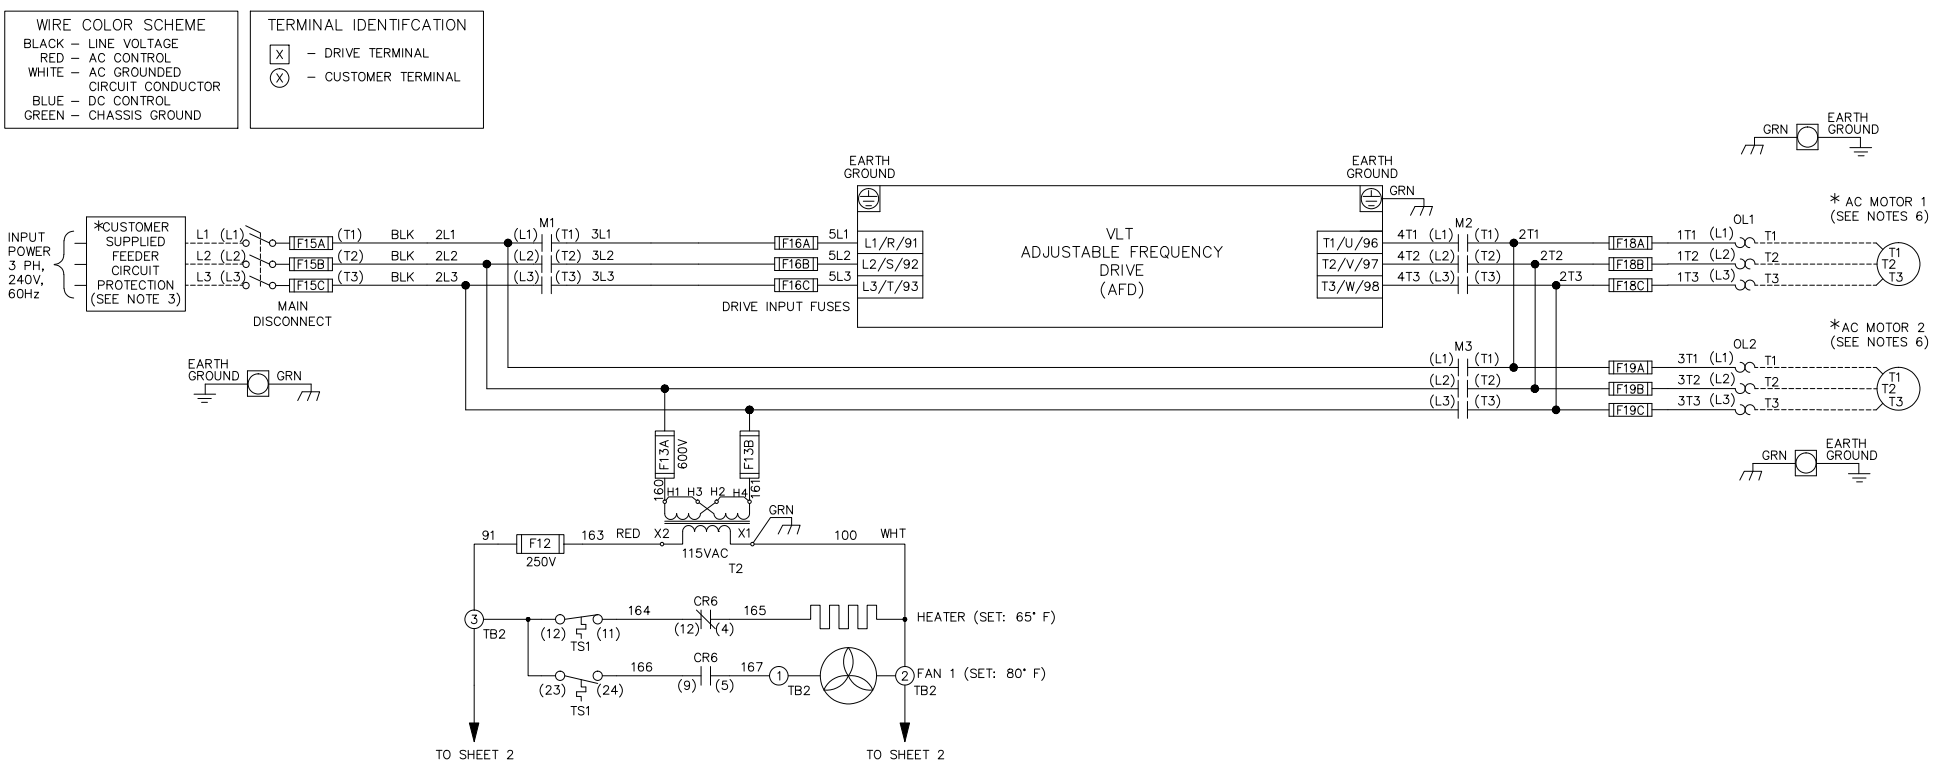 WIRE COLOR SCHEME
BLACK – LINE VOLTAGE
RED – AC CONTROL
WHITE – AC GROUNDED
CIRCUIT CONDUCTOR
BLUE – DC CONTROL
GREEN – CHASSIS GROUND
TERMINAL IDENTIFCATION
X – DRIVE TERMINAL
X – CUSTOMER TERMINAL
GRN
EARTH
GROUND
EARTH
GROUND
EARTH
GROUND
GRN
INPUT
POWER
3 PH,
240V,
60Hz
*CUSTOMER
SUPPLIED
FEEDER
CIRCUIT
PROTECTION
(SEE NOTE 3)
L1 (L1) F15A (T1) BLK 2L1 (L1) M1 (T1) 3L1 F16A 5L1 L1/R/91
L2 (L2) F15B (T2) BLK 2L2 (L2) (T2) 3L2 F16B 5L2 L2/S/92
L3 (L3) F15C (T3) BLK 2L3 (L3) (T3) 3L3 F16C 5L3 L3/T/93
MAIN
DISCONNECT
DRIVE INPUT FUSES
VLT
ADJUSTABLE FREQUENCY
DRIVE
(AFD)
* AC MOTOR 1
(SEE NOTES 6)
T1/U/96 4T1 (L1) M2 (T1) 2T1 F18A 1T1 (L1) OL1 T1
T2/V/97 4T2 (L2) (T2) 2T2 F18B 1T2 (L2) T2
T3/W/98 4T3 (L3) (T3) 2T3 F18C 1T3 (L3) T3
T1
T2
T3
*AC MOTOR 2
(SEE NOTES 6)
(L1) M3 (T1) F19A 3T1 (L1) OL2 T1
(L2) (T2) F19B 3T2 (L2) T2
(L3) (T3) F19C 3T3 (L3) T3
T1
T2
T3
EARTH
GROUND
GRN
GRN
EARTH
GROUND
F13A
600V
F13B
160
161
H1 H3 H2 H4
GRN
91 F12 163 RED X2 X1 100 WHT
250V
115VAC
T2
3
TB2
(12) (11)
TS1
164
CR6
(12) (4)
165
HEATER (SET: 65° F)
(23) (24)
TS1
166
CR6
(9) (5)
167
1
TB2
2
TB2
FAN 1 (SET: 80° F)
TO SHEET 2
TO SHEET 2